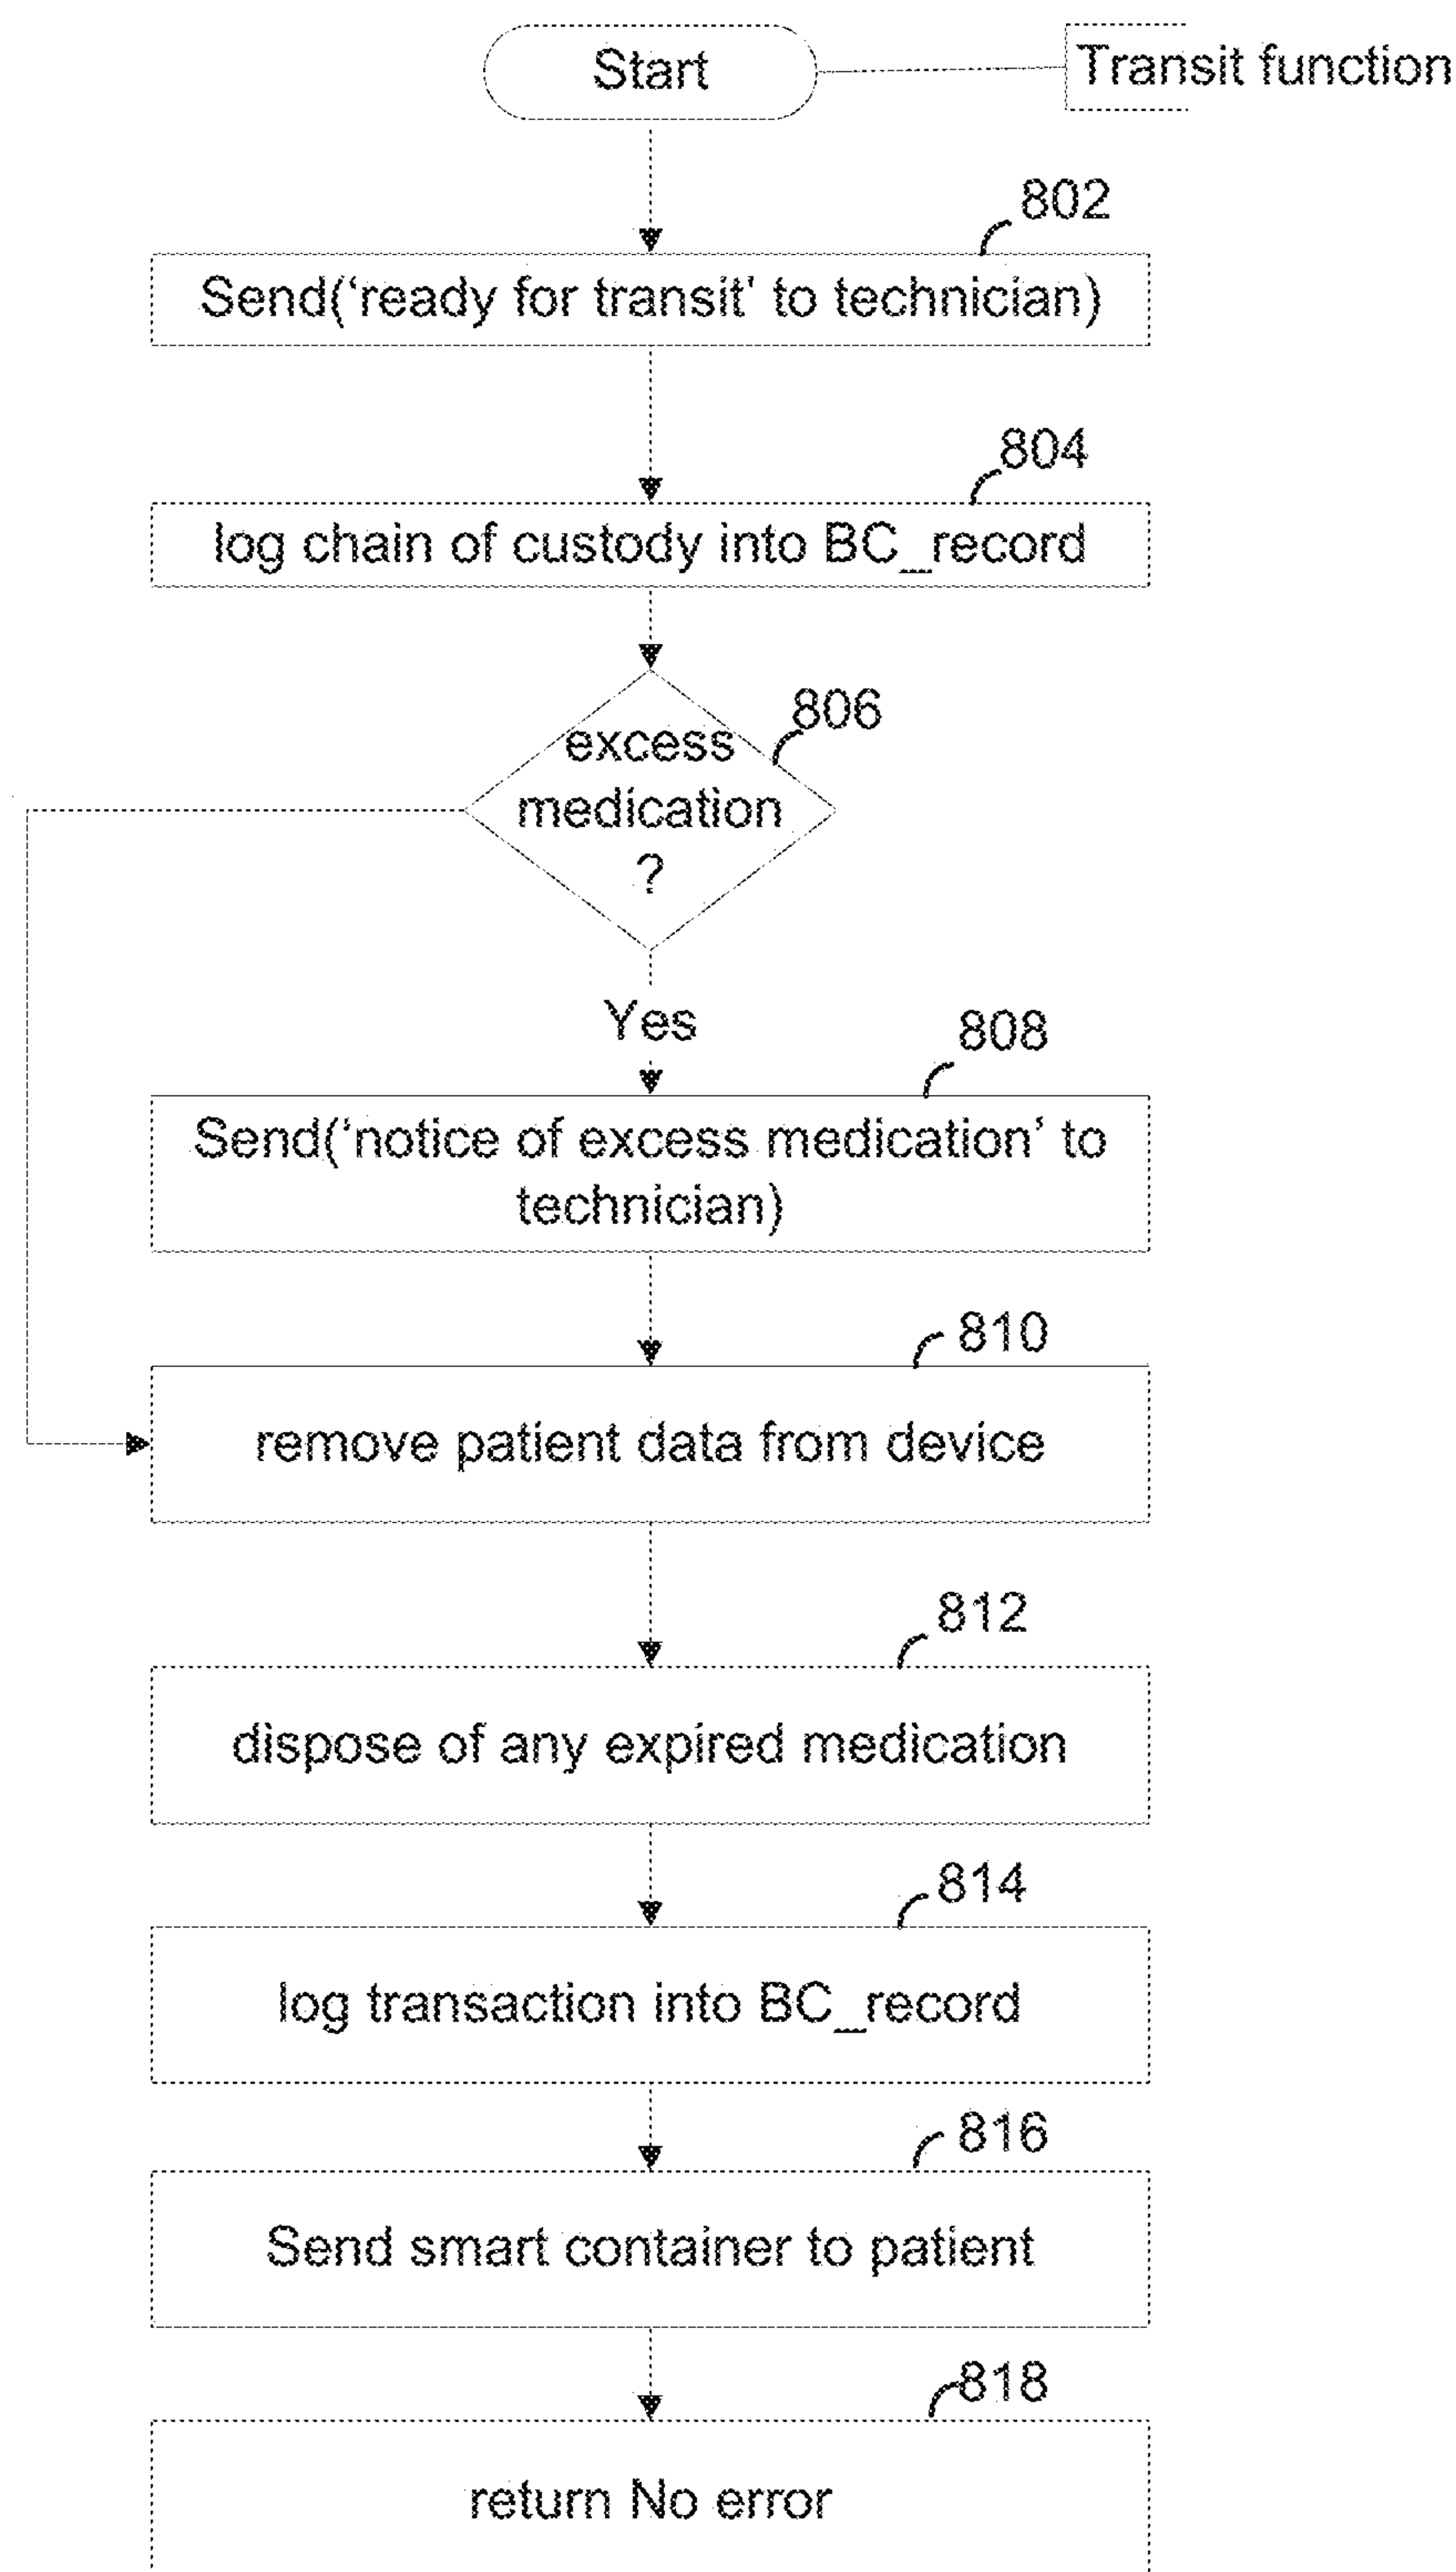 Start
Transit function
802
Send(‘ready for transit’ to technician)
804
log chain of custody into BC_record
806
excess
medication
?
Yes
808
Send(‘notice of excess medication’ to
technician)
810
remove patient data from device
812
dispose of any expired medication
814
log transaction into BC_record
816
Send smart container to patient
818
return No error